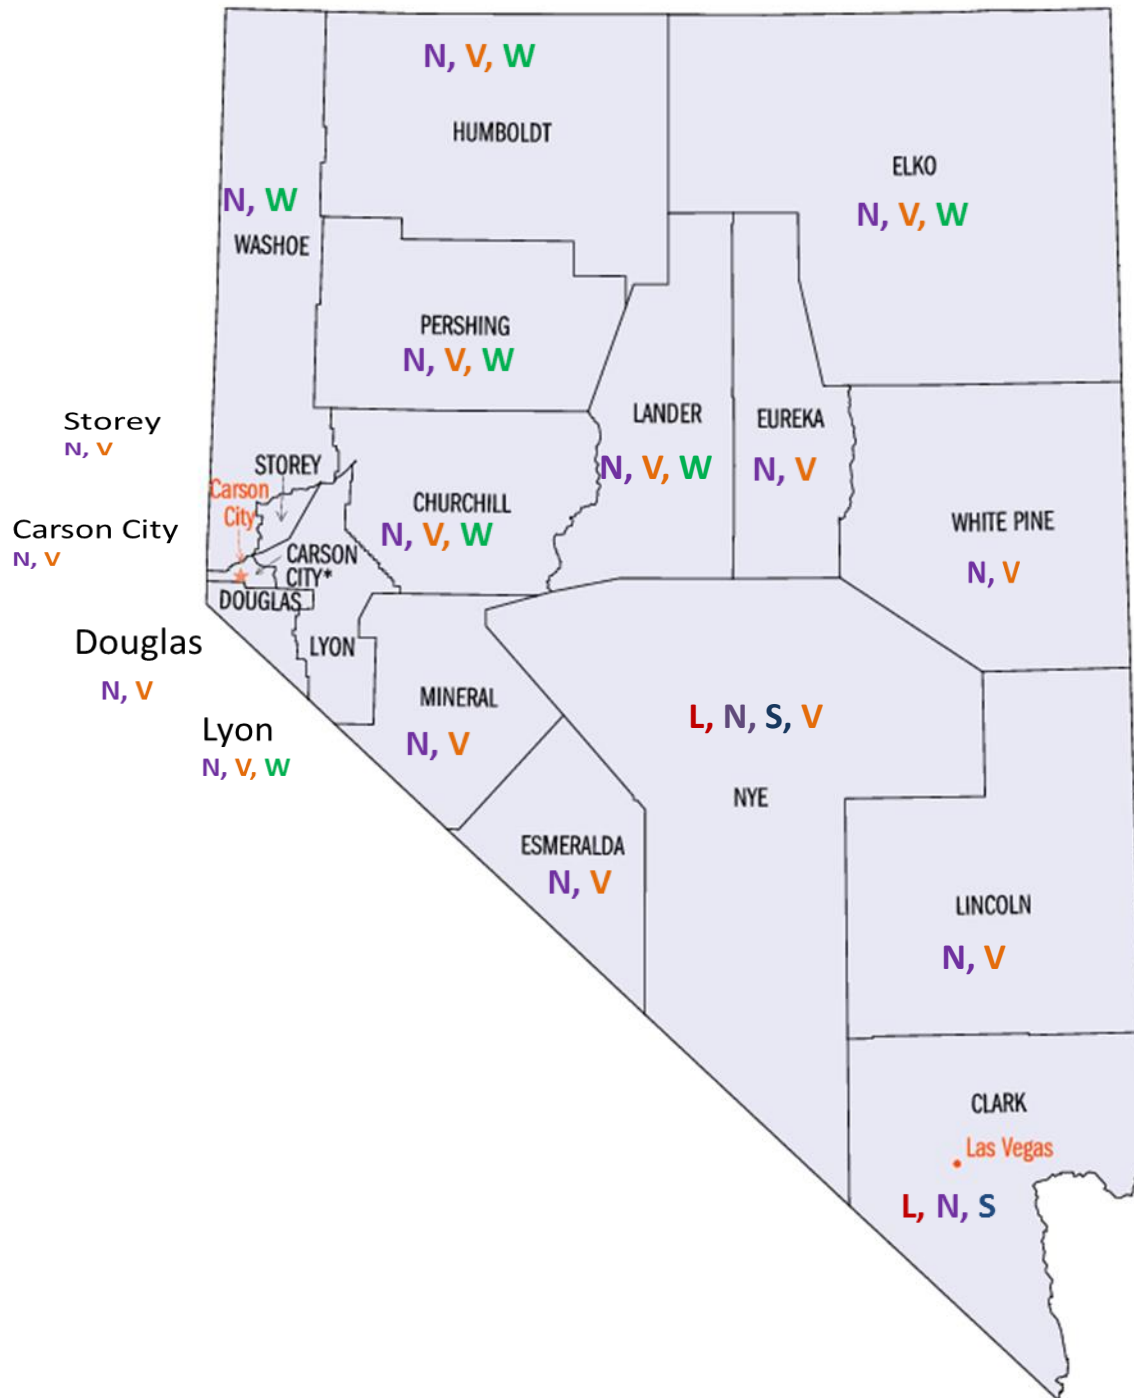 N, V, W
HUMBOLDT
ELKO
N, V, W
N, W
WASHOE
PERSHING
N, V, W
LANDER
N, V, W
EUREKA
N, V
Storey
N, V
STOREY
Carson
City
CHURCHILL
N, V, W
WHITE PINE
N, V
Carson City
N, V
CARSON
CITY*
DOUGLAS
Douglas
N, V
LYON
Lyon
N, V, W
MINERAL
N, V
L, N, S, V
NYE
ESMERALDA
N, V
LINCOLN
N, V
CLARK
Las Vegas
L, N, S